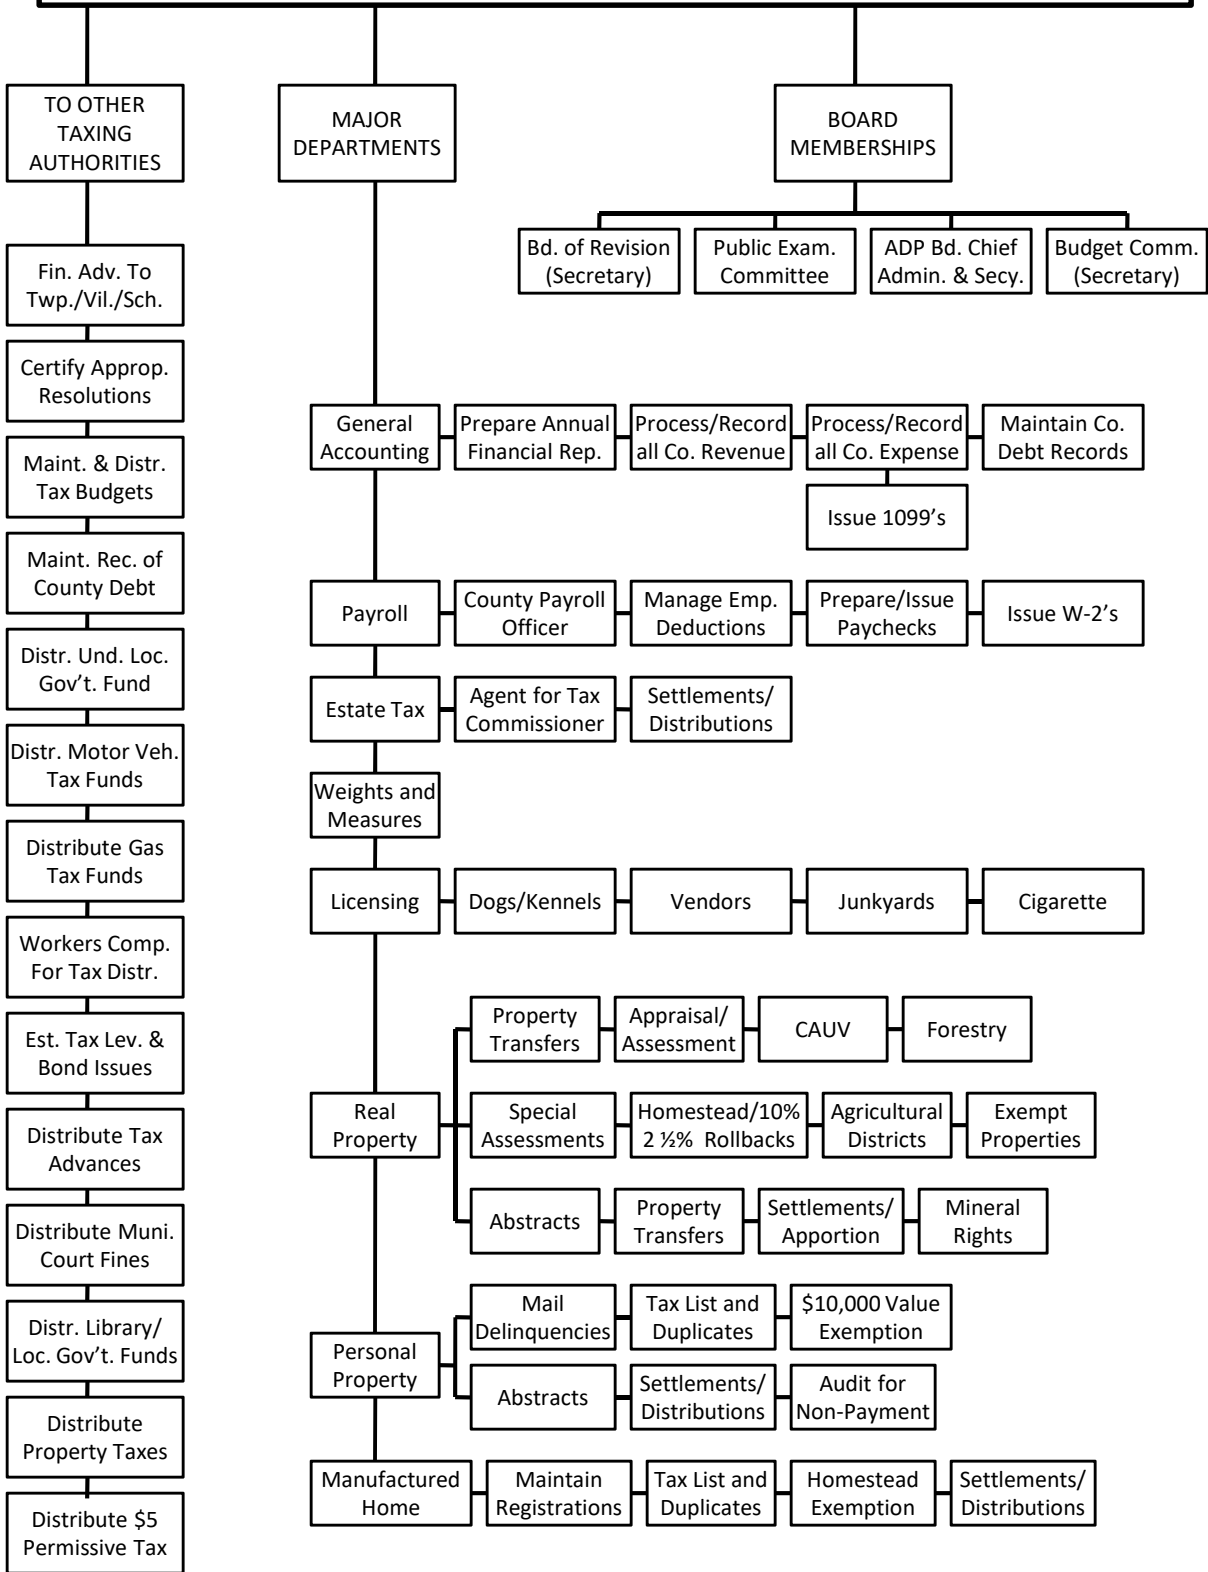 TO OTHER
TAXING
AUTHORITIES
MAJOR
DEPARTMENTS
BOARD
MEMBERSHIPS
Bd. of Revision
(Secretary)
Public Exam.
Committee
ADP Bd. Chief
Admin. & Secy.
Budget Comm.
(Secretary)
Fin. Adv. To
Twp./Vil./Sch.
Certify Approp.
Resolutions
Maint. & Distr.
Tax Budgets
Maint. Rec. of
County Debt
Distr. Und. Loc.
Gov’t. Fund
Distr. Motor Veh.
Tax Funds
Distribute Gas
Tax Funds
Workers Comp.
For Tax Distr.
Est. Tax Lev. &
Bond Issues
Distribute Tax
Advances
Distribute Muni.
Court Fines
Distr. Library/
Loc. Gov’t. Funds
Distribute
Property Taxes
Distribute $5
Permissive Tax
General
Accounting
Prepare Annual
Financial Rep.
Process/Record
all Co. Revenue
Process/Record
all Co. Expense
Maintain Co.
Debt Records
Issue 1099’s
Payroll
County Payroll
Officer
Manage Emp.
Deductions
Prepare/Issue
Paychecks
Issue W-2’s
Estate Tax
Agent for Tax
Commissioner
Settlements/
Distributions
Weights and
Measures
Licensing
Dogs/Kennels
Vendors
Junkyards
Cigarette
Real
Property
Property
Transfers
Appraisal/
Assessment
CAUV
Forestry
Special
Assessments
Homestead/10%
2 ½% Rollbacks
Agricultural
Districts
Exempt
Properties
Abstracts
Property
Transfers
Settlements/
Apportion
Mineral
Rights
Personal
Property
Mail
Delinquencies
Tax List and
Duplicates
$10,000 Value
Exemption
Abstracts
Settlements/
Distributions
Audit for
Non-Payment
Manufactured
Home
Maintain
Registrations
Tax List and
Duplicates
Homestead
Exemption
Settlements/
Distributions